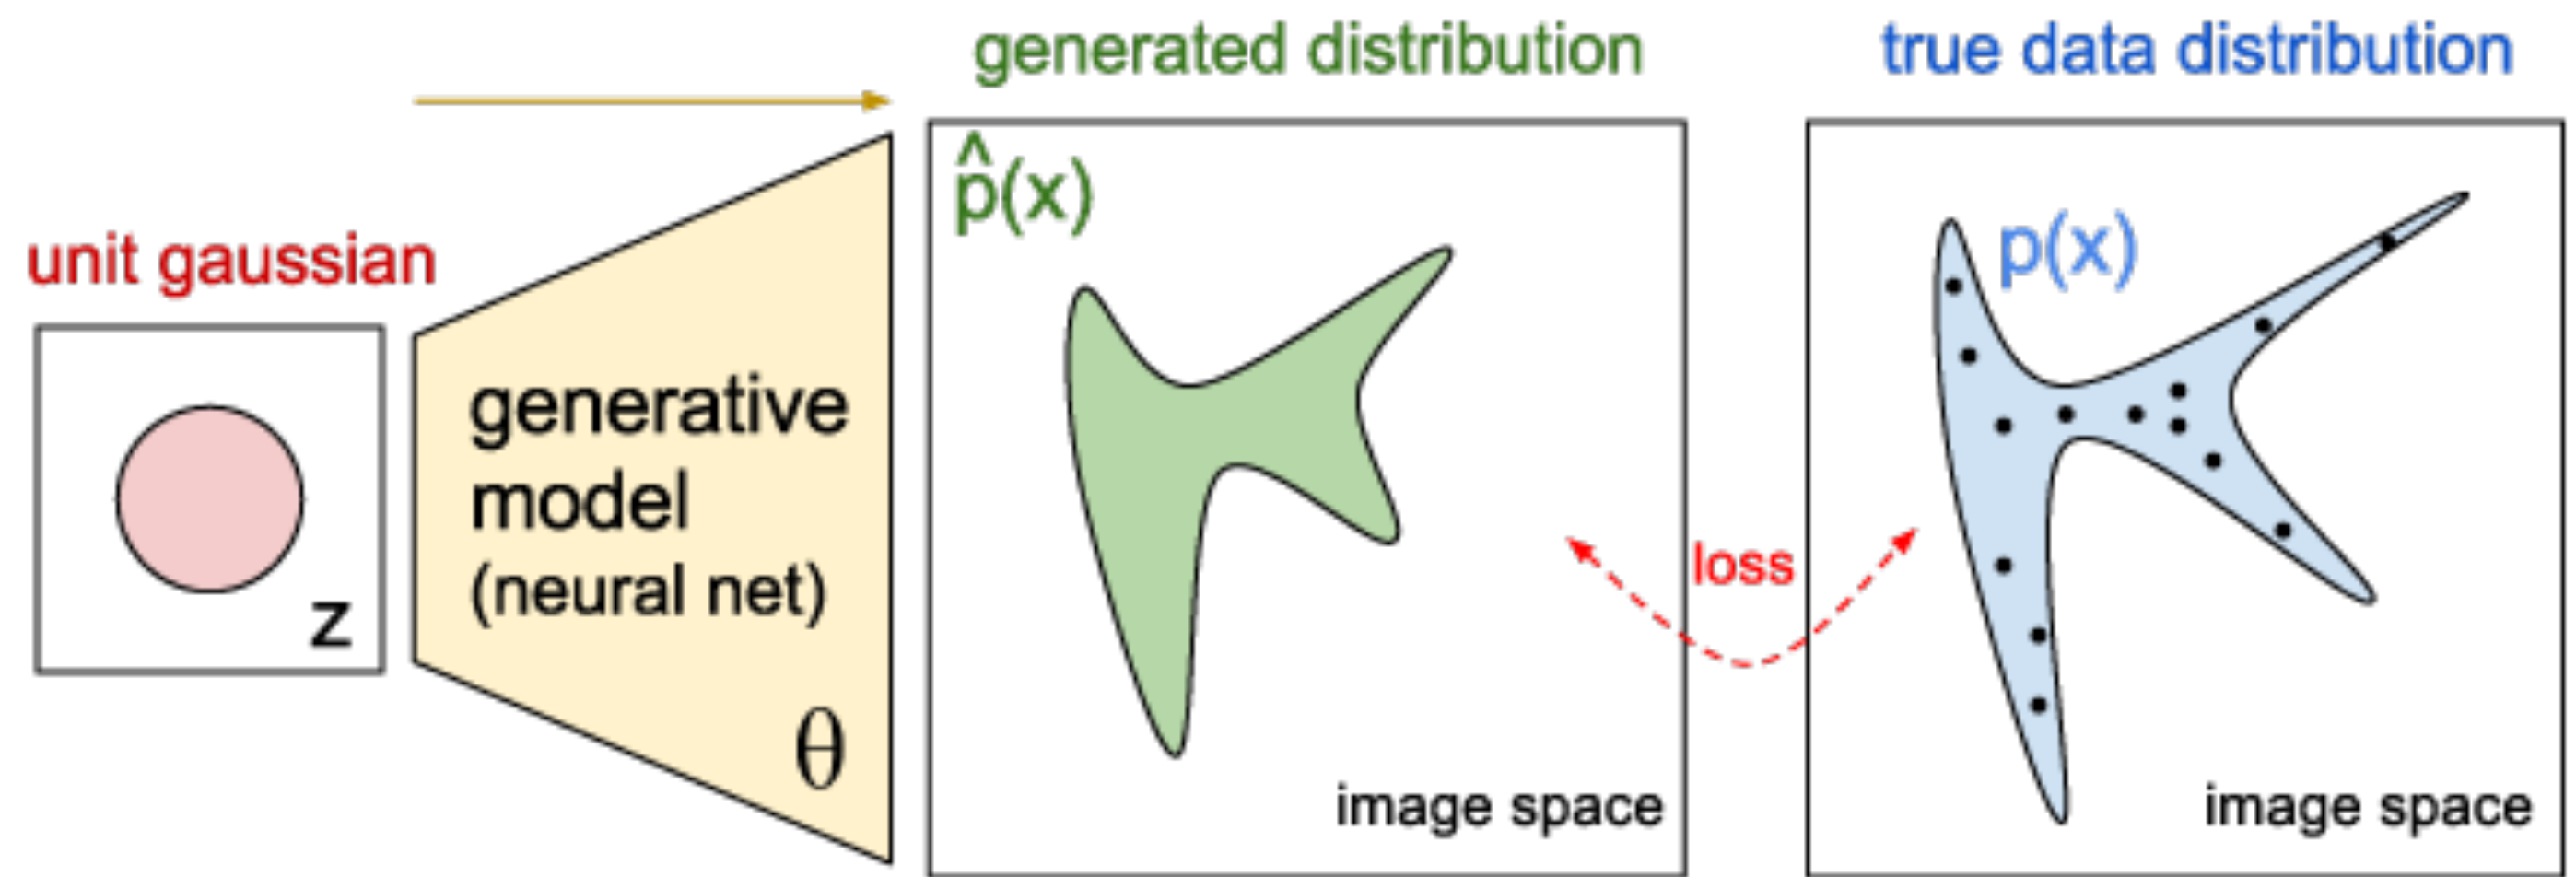 unit gaussian
z
generative
model
(neural net)
θ
generated distribution
p̂(x)
image space
loss
true data distribution
p(x)
image space